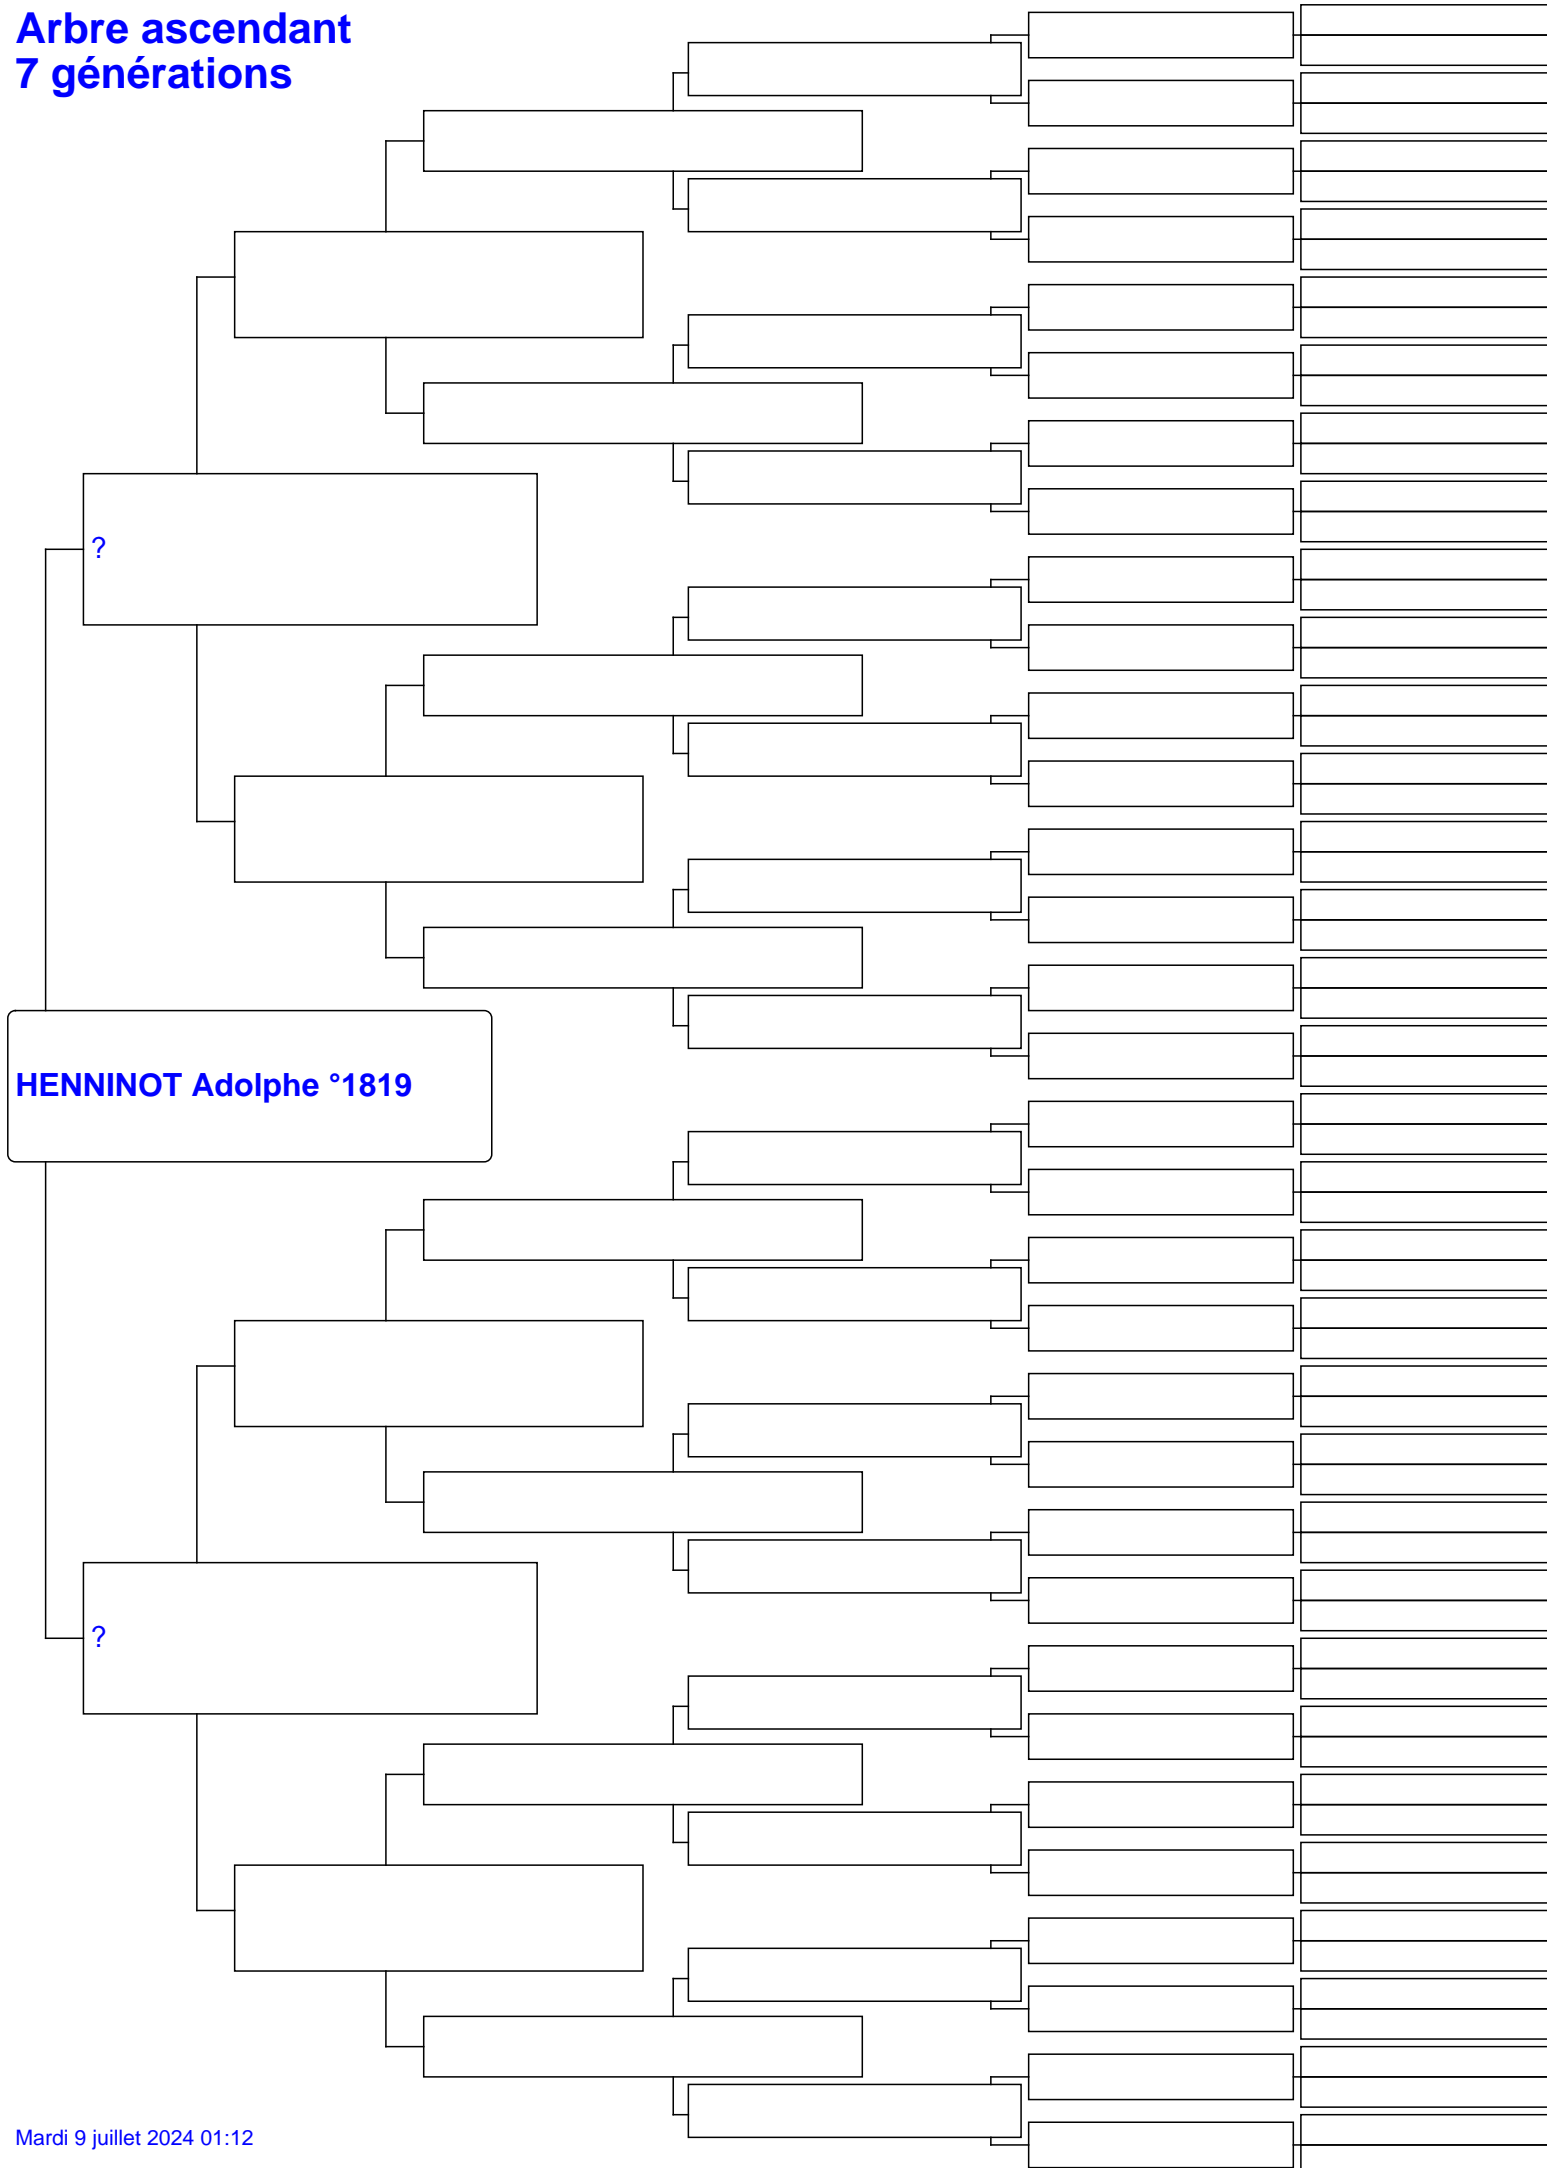 Arbre ascendant
7 générations
?
HENNINOT Adolphe °1819
?
Mardi 9 juillet 2024 01:12